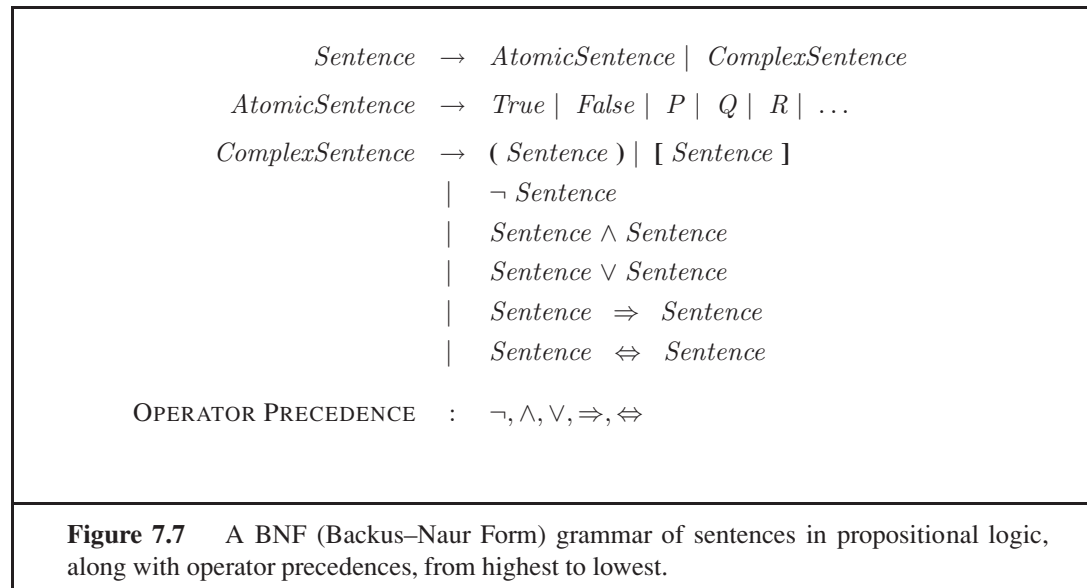 Sentence → AtomicSentence | ComplexSentence
AtomicSentence → True | False | P | Q | R | ...
ComplexSentence → ( Sentence ) | [ Sentence ]
| ¬ Sentence
| Sentence ∧ Sentence
| Sentence ∨ Sentence
| Sentence ⇒ Sentence
| Sentence ⇔ Sentence
OPERATOR PRECEDENCE : ¬, ∧, ∨, ⇒, ⇔
Figure 7.7 A BNF (Backus–Naur Form) grammar of sentences in propositional logic,
along with operator precedences, from highest to lowest.